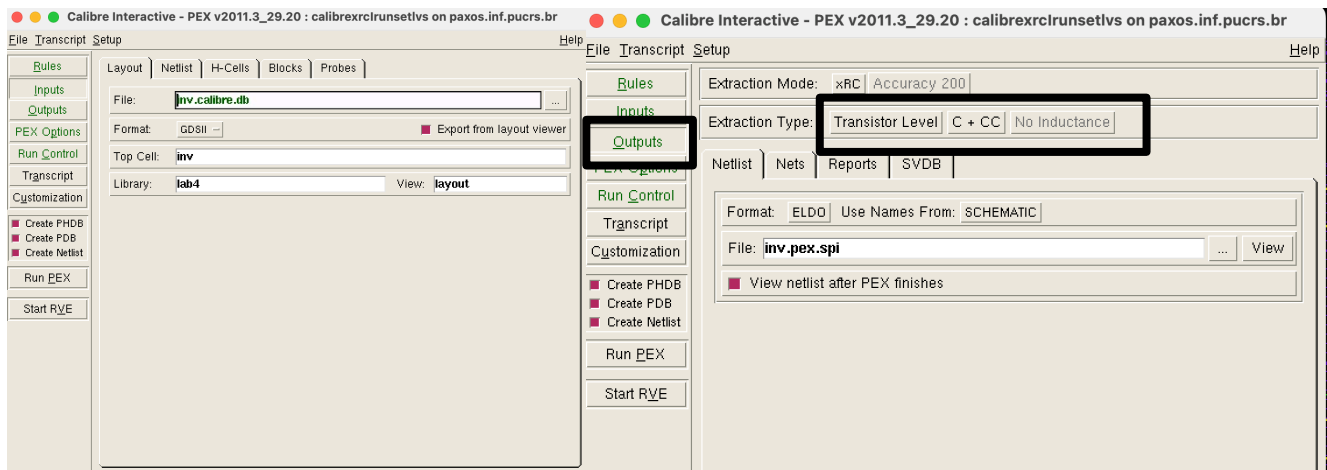 Calibre Interactive - PEX v2011.3_29.20 : calibrexrclrunsetlvs on paxos.inf.pucrs.br
File Transcript Setup Help
Rules
Inputs
Outputs
PEX Options
Run Control
Transcript
Customization
Create PHDB
Create PDB
Create Netlist
Run PEX
Start RVE
Layout Netlist H-Cells Blocks Probes
File: inv.calibre.db ...
Format: GDSII Export from layout viewer
Top Cell: inv
Library: lab4 View: layout
Calibre Interactive - PEX v2011.3_29.20 : calibrexrclrunsetlvs on paxos.inf.pucrs.br
File Transcript Setup Help
Rules
Inputs
Outputs
PEX Options
Run Control
Transcript
Customization
Create PHDB
Create PDB
Create Netlist
Run PEX
Start RVE
Extraction Mode: xRC Accuracy 200
Extraction Type: Transistor Level C + CC No Inductance
Netlist Nets Reports SVDB
Format: ELDO Use Names From: SCHEMATIC
File: inv.pex.spi ... View
View netlist after PEX finishes